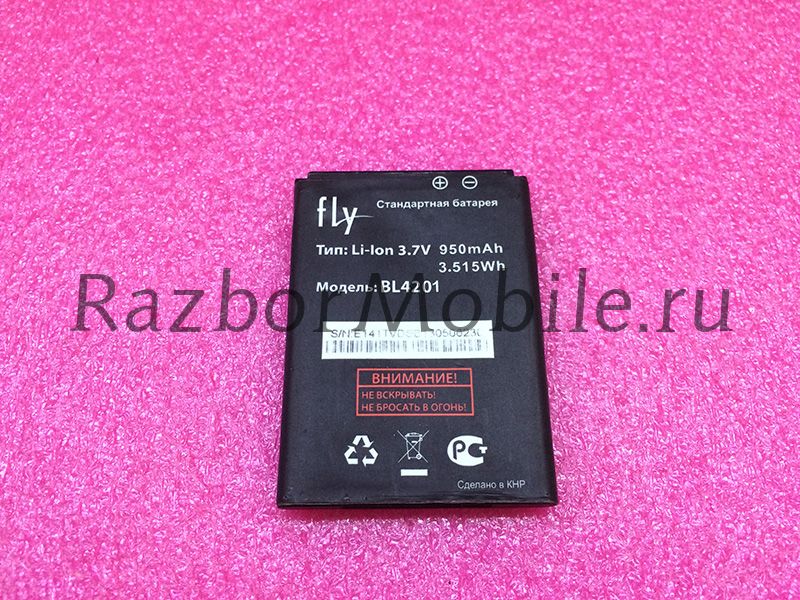 fly
Стандартная батарея
Тип: Li-Ion 3.7V 950mAh
3.515Wh
Модель: BL4201
RazborMobile.ru
ВНИМАНИЕ!
НЕ ВСКРЫВАТЬ!
НЕ БРОСАТЬ В ОГОНЬ!
РСТ
Сделано в КНР